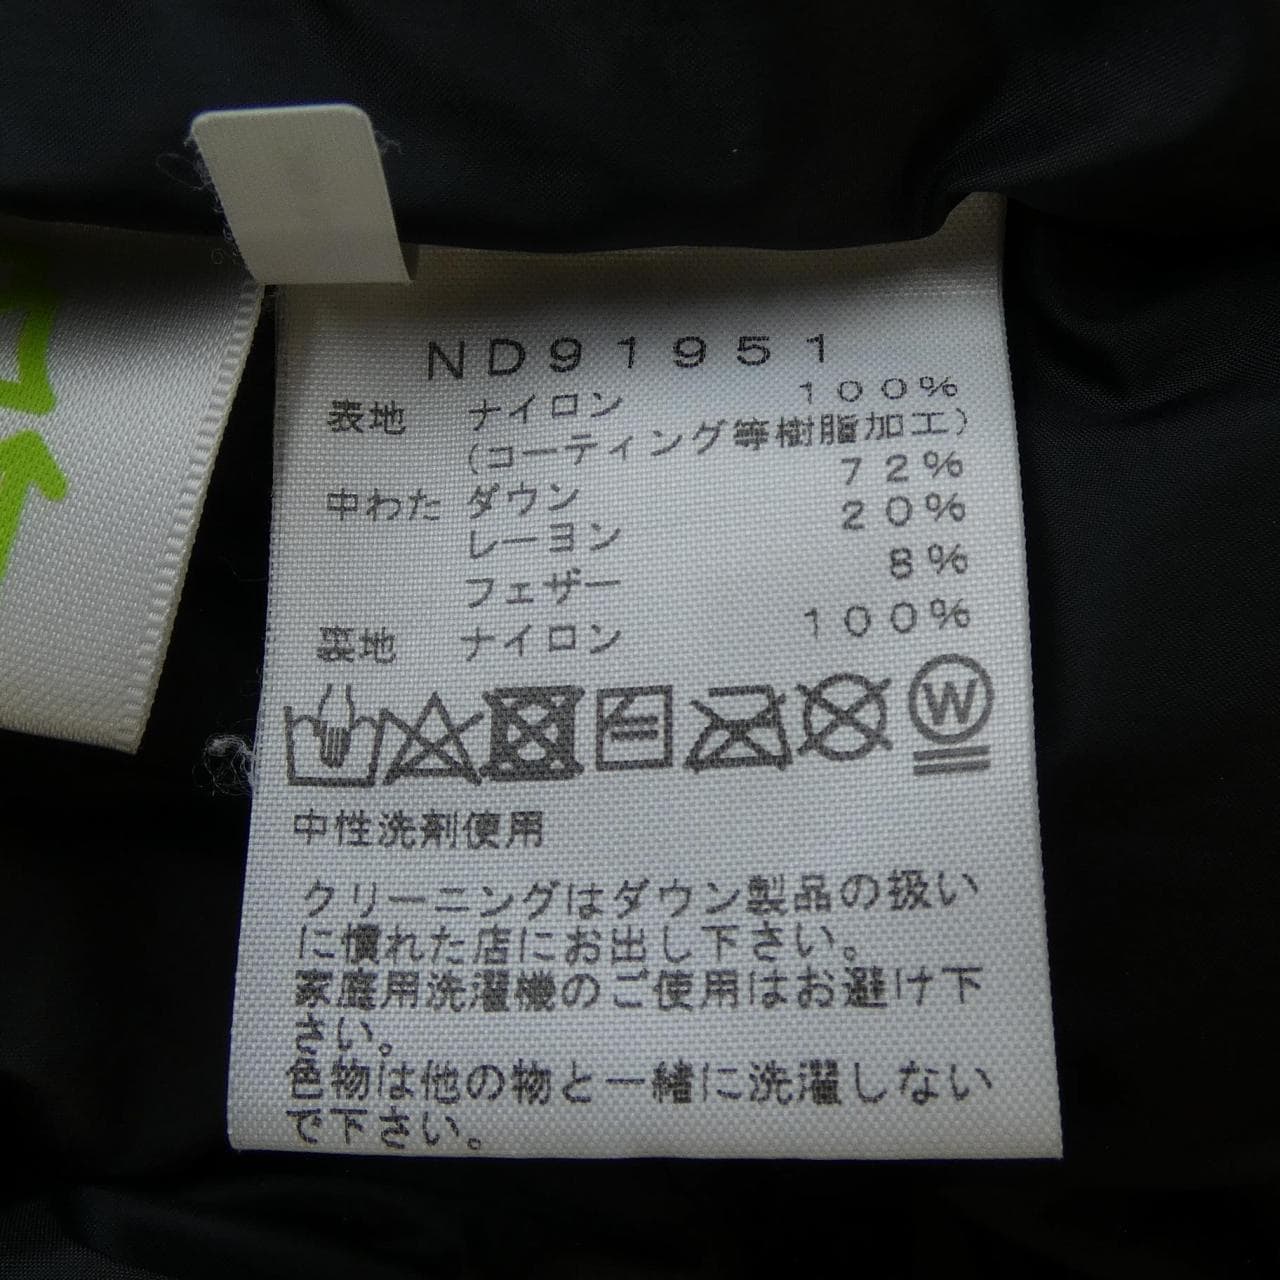 ND91951
表地 ナイロン 100%
(コーティング等樹脂加工)
中わた ダウン 72%
レーヨン 20%
フェザー 8%
裏地 ナイロン 100%
W
中性洗剤使用
クリーニングはダウン製品の扱い
に慣れた店にお出し下さい。
家庭用洗濯機のご使用はお避け下
さい。
色物は他の物と一緒に洗濯しない
で下さい。